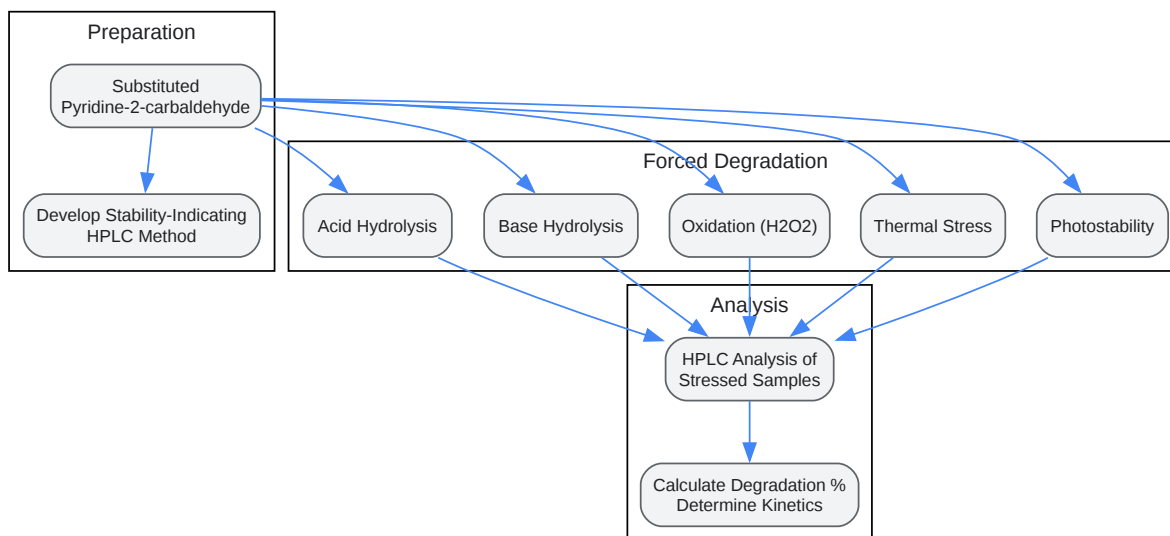 Preparation
Substituted
Pyridine-2-carbaldehyde
Develop Stability-Indicating
HPLC Method
Forced Degradation
Acid Hydrolysis
Base Hydrolysis
Oxidation (H2O2)
Thermal Stress
Photostability
Analysis
HPLC Analysis of
Stressed Samples
Calculate Degradation %
Determine Kinetics